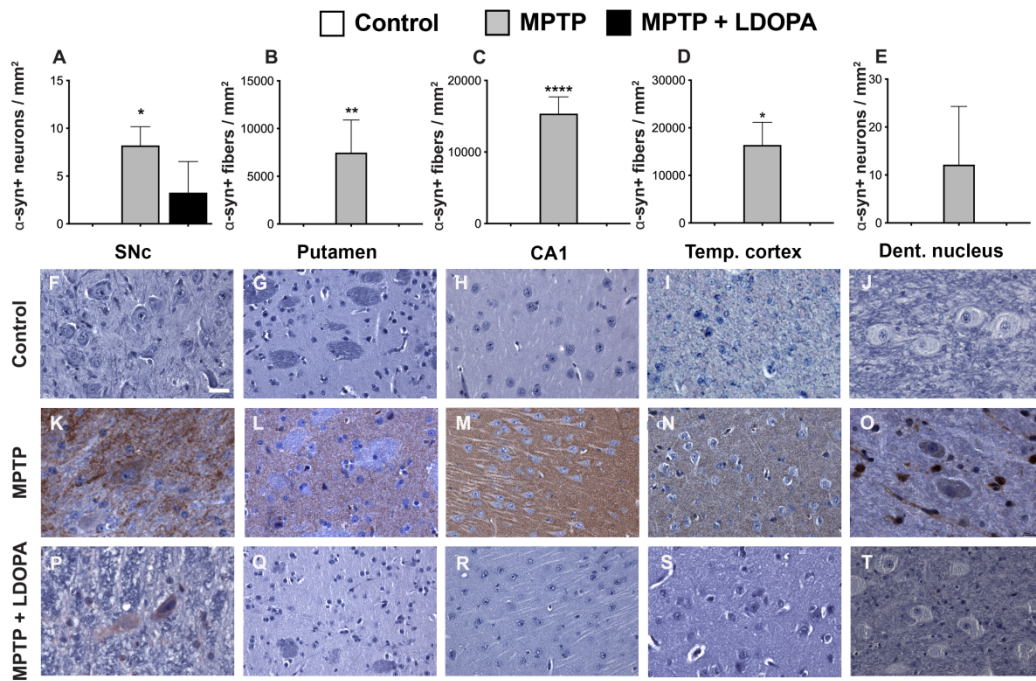 Control MPTP MPTP + LDOPA
A B C D E
α-syn+ neurons / mm²
15
10
5
0
*
α-syn+ fibers / mm²
15000
10000
5000
0
**
α-syn+ fibers / mm²
20000
10000
0
****
α-syn+ fibers / mm²
30000
20000
10000
0
*
α-syn+ neurons / mm²
30
20
10
0
SNc Putamen CA1 Temp. cortex Dent. nucleus
Control
F G H I J
MPTP
K L M N O
MPTP + LDOPA
P Q R S T